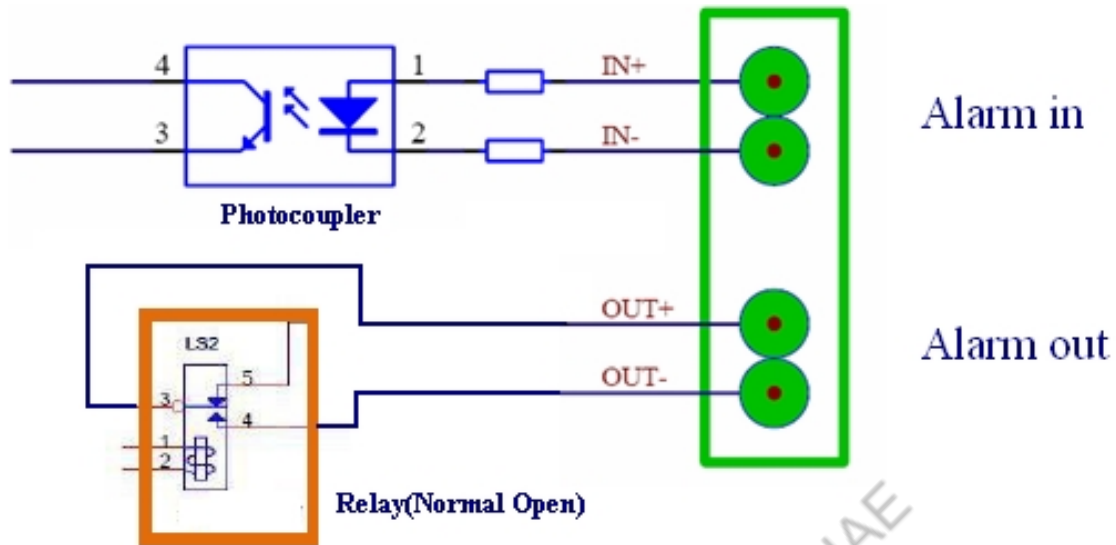 4
1
IN+
Alarm in
3
2
IN-
Photocoupler
OUT+
LS2
Alarm out
5
OUT-
3
4
1
2
Relay(Normal Open)